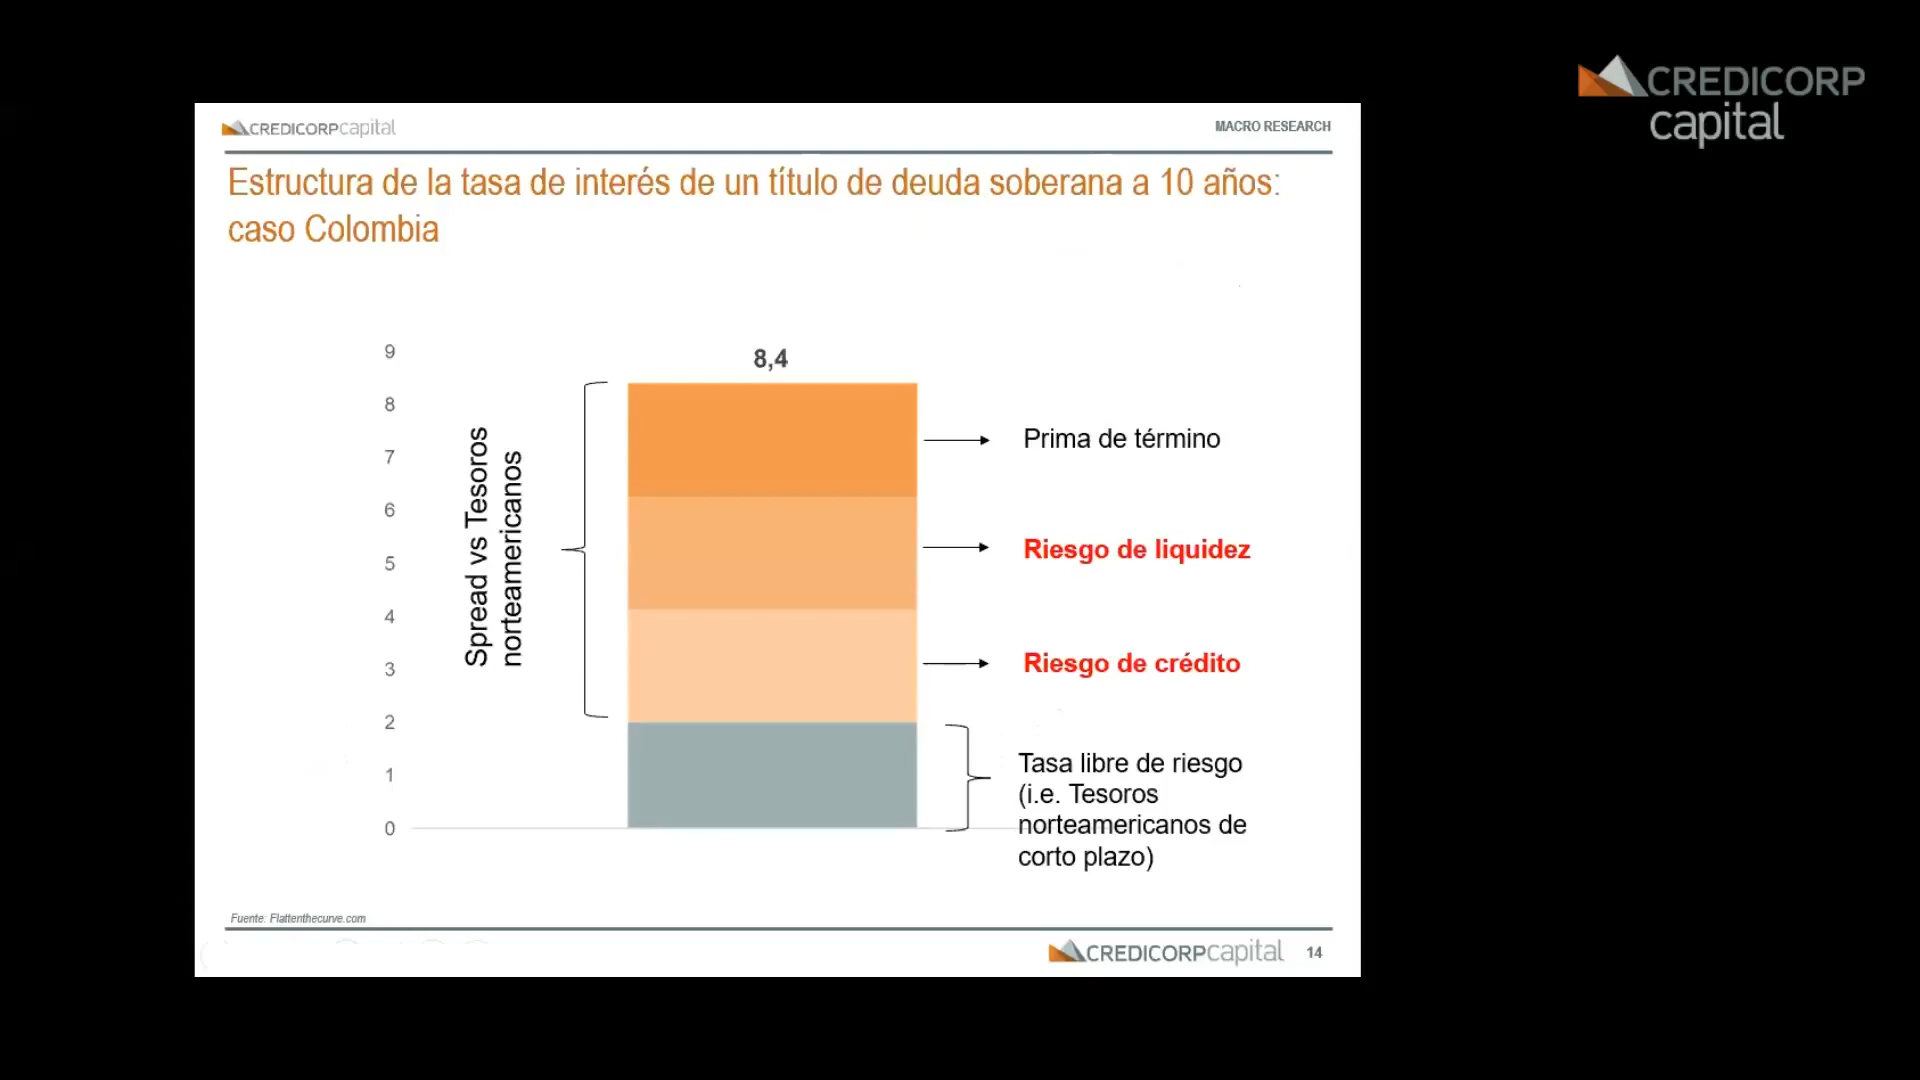 CREDICORP
capital
CREDICORPcapital
MACRO RESEARCH
Estructura de la tasa de interés de un título de deuda soberana a 10 años:
caso Colombia
9
8
7
6
5
4
3
2
1
0
Spread vs Tesoros
norteamericanos
8,4
Prima de término
Riesgo de liquidez
Riesgo de crédito
Tasa libre de riesgo
(i.e. Tesoros
norteamericanos de
corto plazo)
Fuente: Flattenthecurve.com
CREDICORPcapital
14